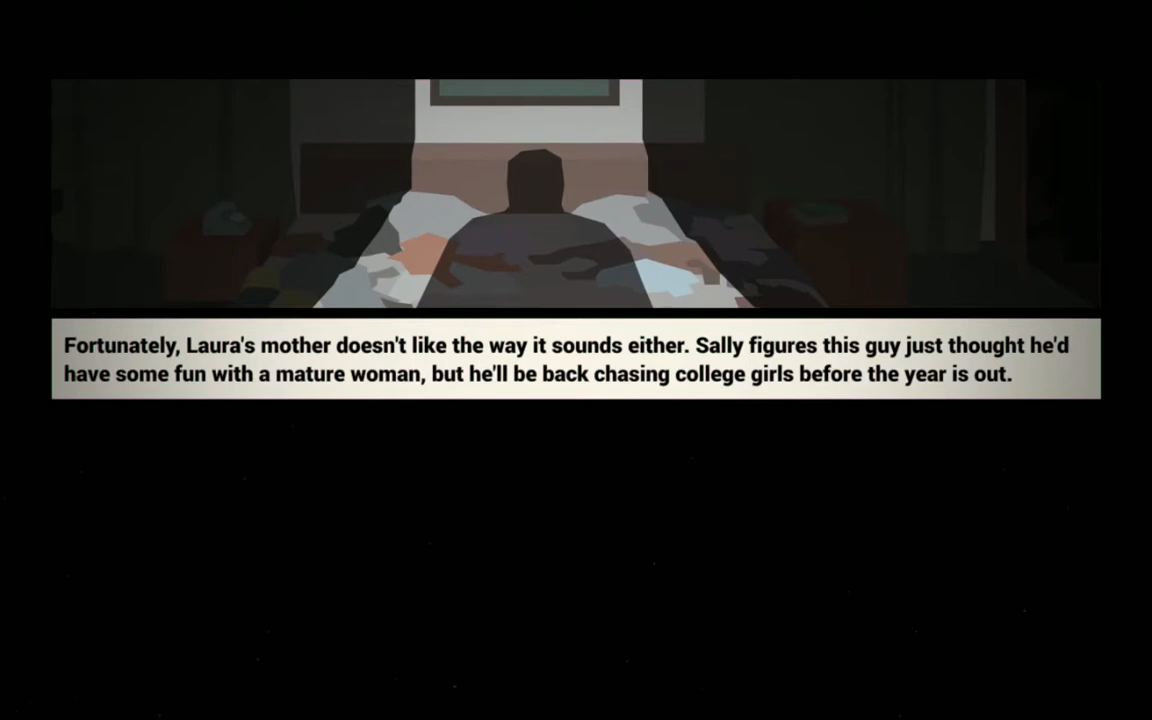 Fortunately, Laura's mother doesn't like the way it sounds either. Sally figures this guy just thought he'd
have some fun with a mature woman, but he'll be back chasing college girls before the year is out.